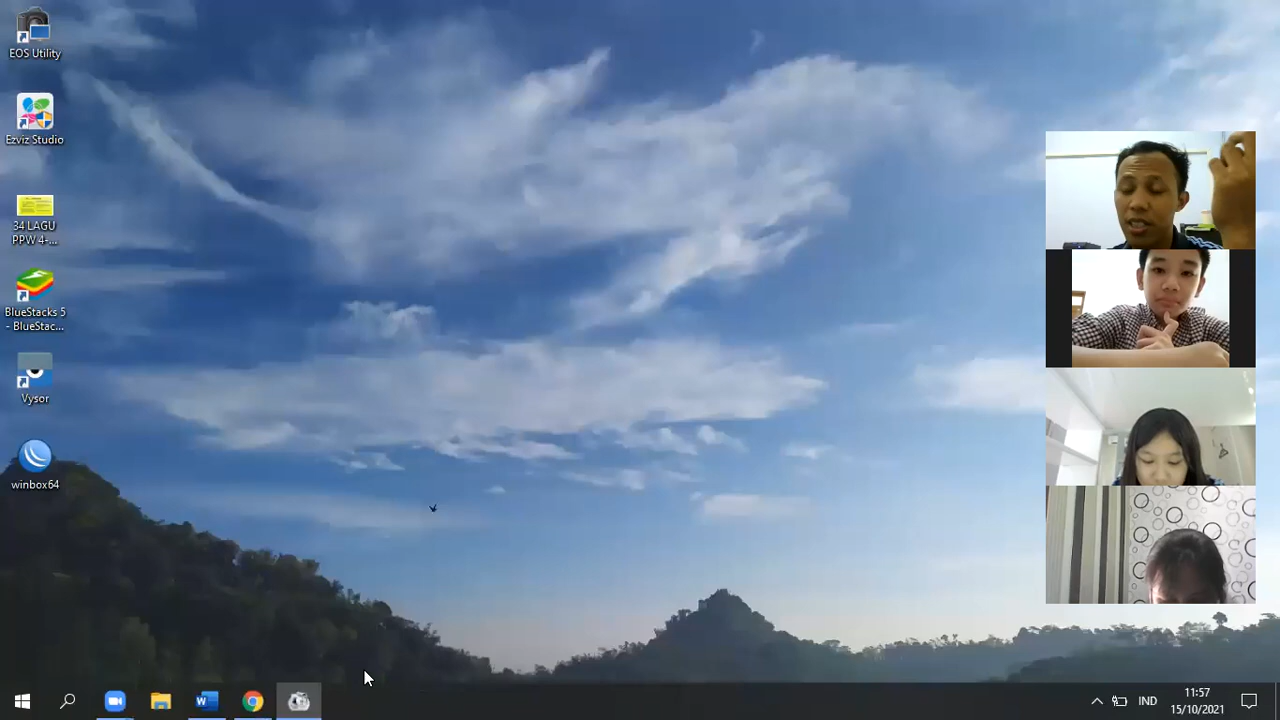 EOS Utility
Ezviz Studio
34 LAGU
PPW 4-...
BlueStacks 5
- BlueStac...
Vysor
winbox64
IND
11:57
15/10/2021